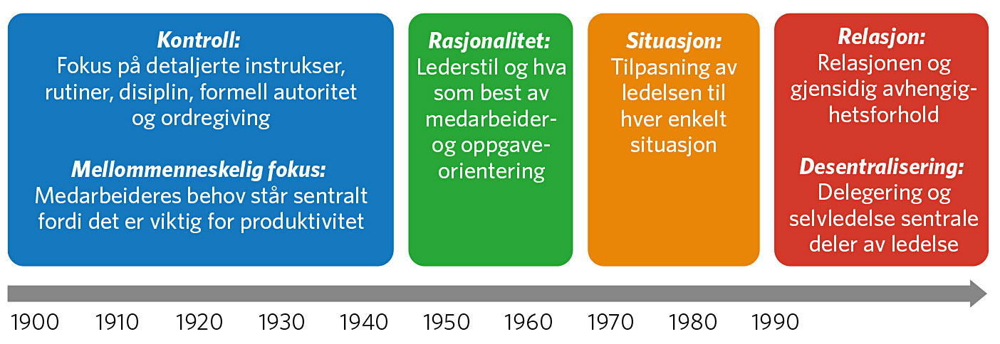 Kontroll:
Fokus på detaljerte instrukser,
rutiner, disiplin, formell autoritet
og ordregiving
Mellommenneskelig fokus:
Medarbeideres behov står sentralt
fordi det er viktig for produktivitet
Rasjonalitet:
Lederstil og hva
som best av
medarbeider-
og oppgave-
orientering
Situasjon:
Tilpasning av
ledelsen til
hver enkelt
situasjon
Relasjon:
Relasjonen og
gjensidig avhengig-
hetsforhold
Desentralisering:
Delegering og
selvledelse sentrale
deler av ledelse
1900 1910 1920 1930 1940 1950 1960 1970 1980 1990